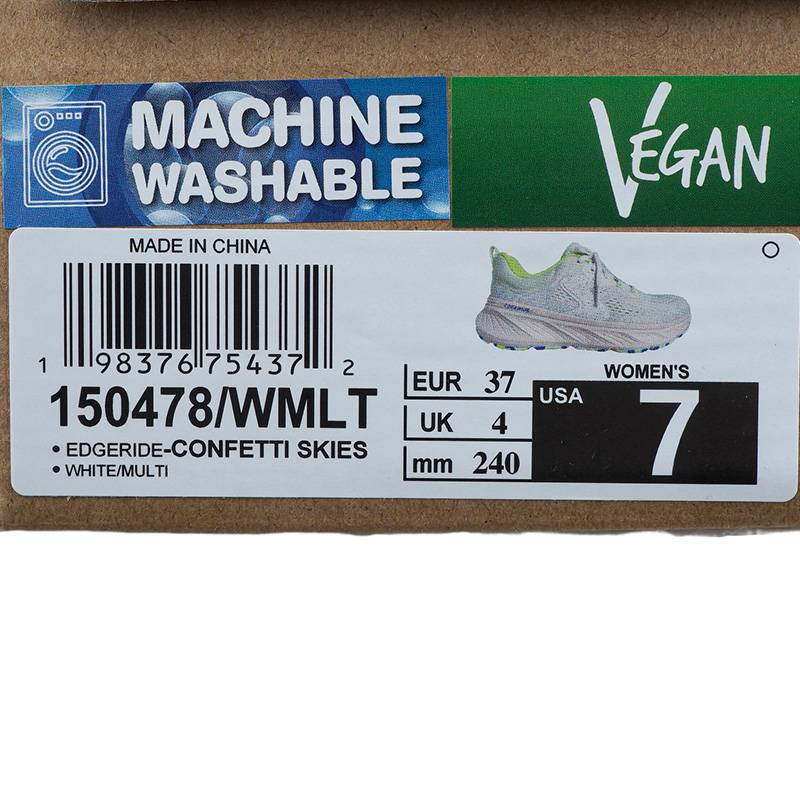 MACHINE
WASHABLE
VEGAN
MADE IN CHINA
1 98376 75437 2
150478/WMLT
• EDGERIDE-CONFETTI SKIES
• WHITE/MULTI
EUR 37
UK 4
mm 240
WOMEN'S
USA 7